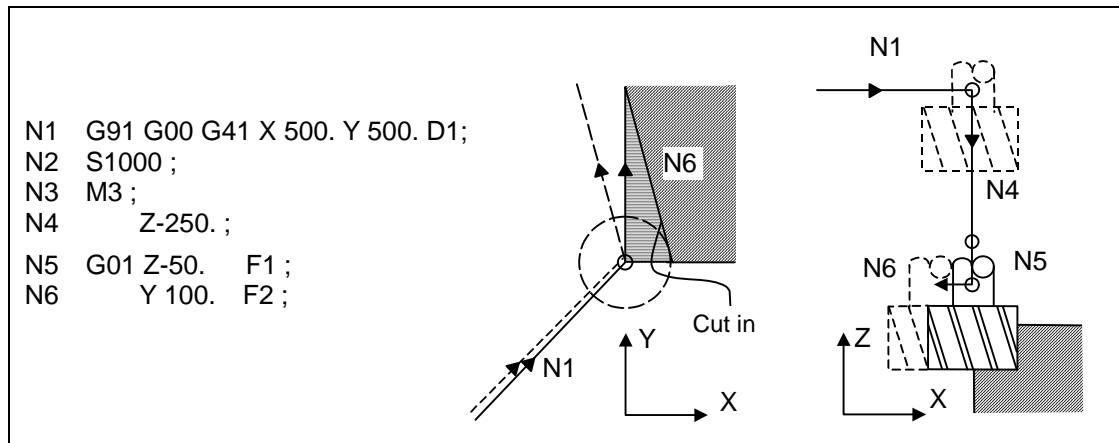 N1 G91 G00 G41 X 500. Y 500. D1;
N2 S1000 ;
N3 M3 ;
N4 Z-250. ;
N5 G01 Z-50. F1 ;
N6 Y 100. F2 ;
N6
Cut in
N1
Y
X
N1
N4
N6
N5
Z
X